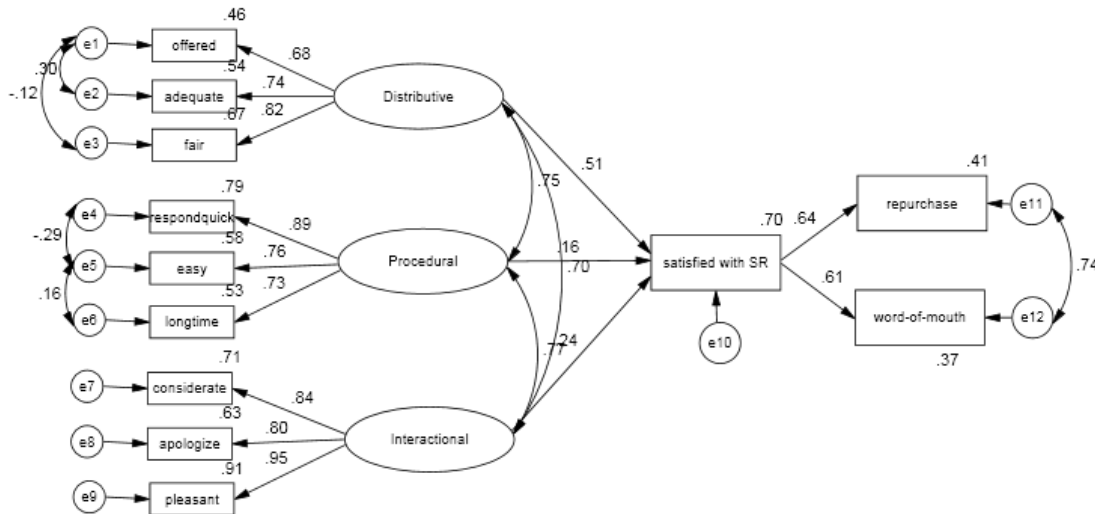 .46
e1
offered
.68
.30
.54
-.12
e2
adequate
.74
Distributive
.67
.82
e3
fair
.51
.79
.75
.41
e4
respondquick
.89
repurchase
e11
-.29
.58
.70
.64
e5
easy
.76
Procedural
.16
satisfied with SR
.16
.53
.73
.70
.61
.74
e6
longtime
word-of-mouth
e12
.71
.77
.24
e10
.37
e7
considerate
.84
.63
e8
apologize
.80
Interactional
.91
.95
e9
pleasant